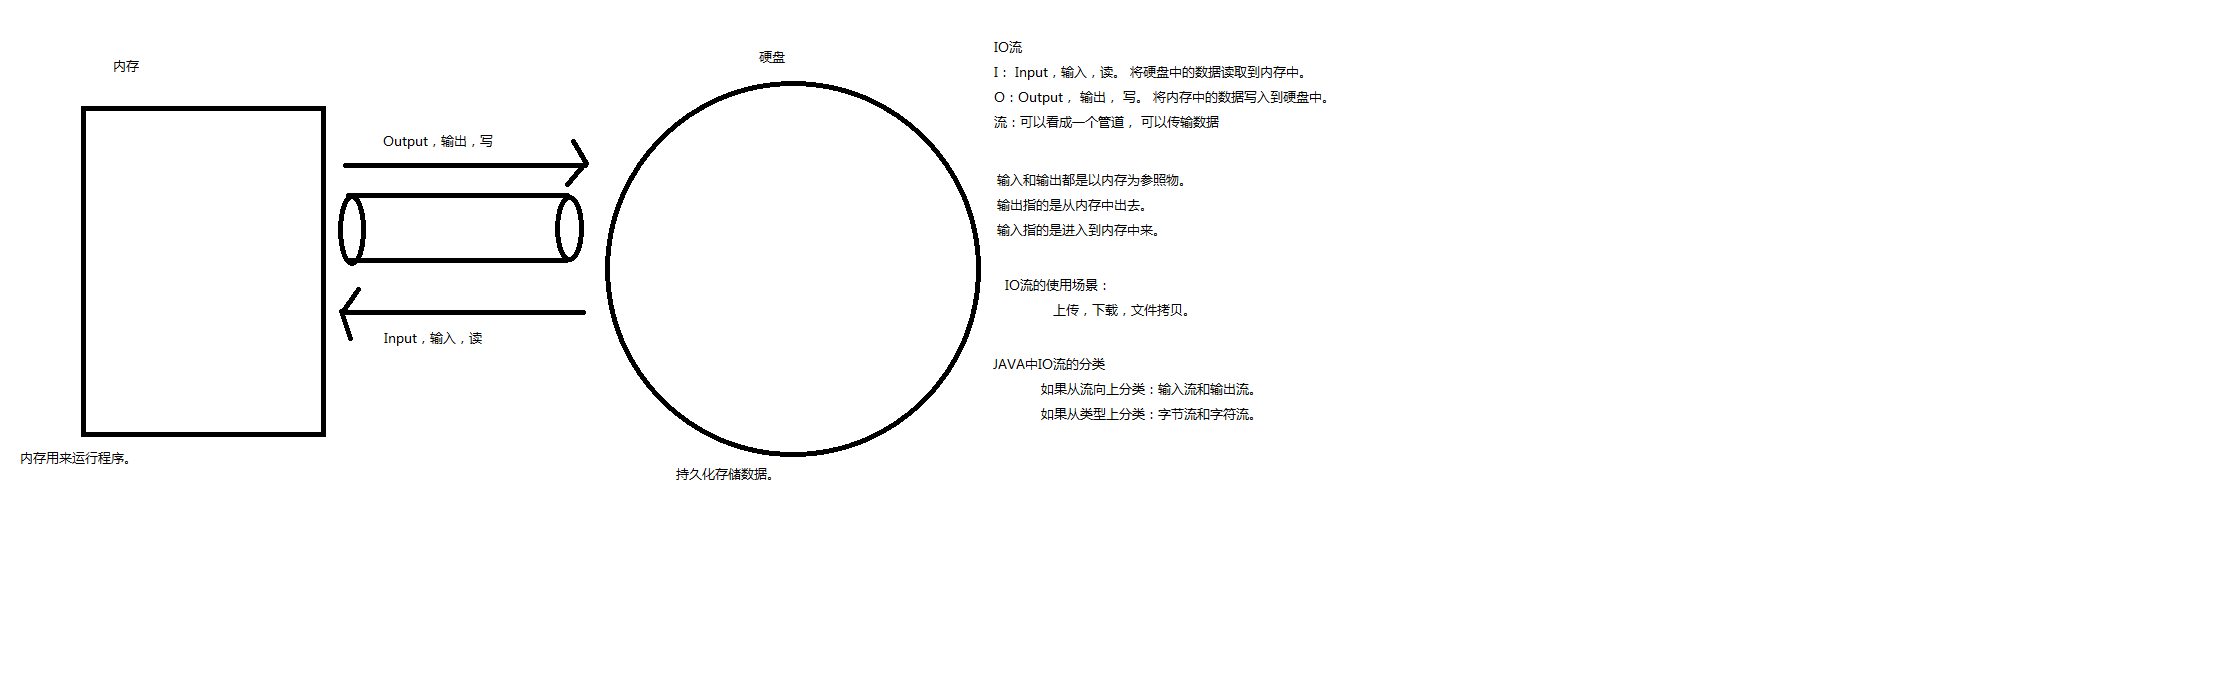 内存
Output，输出，写
Input，输入，读
内存用来运行程序。
硬盘
持久化存储数据。
IO流
I： Input，输入，读。 将硬盘中的数据读取到内存中。
O：Output， 输出， 写。 将内存中的数据写入到硬盘中。
流：可以看成一个管道， 可以传输数据
输入和输出都是以内存为参照物。
输出指的是从内存中出去。
输入指的是进入到内存中来。
IO流的使用场景：
上传，下载，文件拷贝。
JAVA中IO流的分类
如果从流向上分类：输入流和输出流。
如果从类型上分类：字节流和字符流。